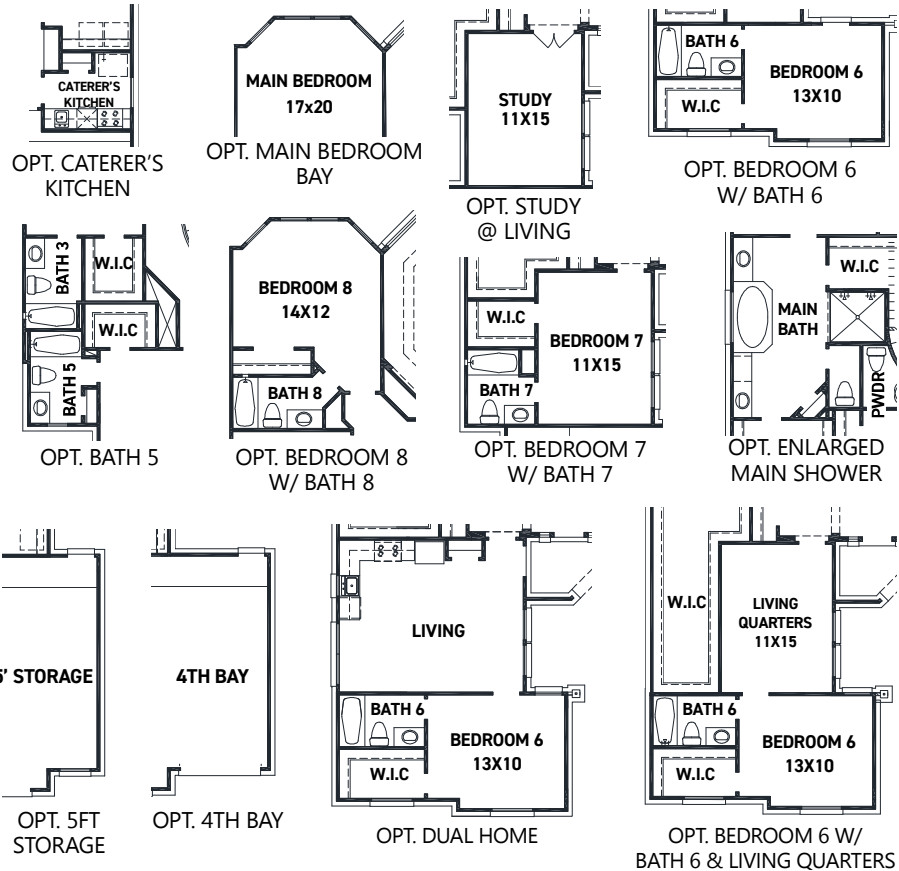 CATERER'S
KITCHEN
OPT. CATERER'S
KITCHEN
MAIN BEDROOM
17x20
OPT. MAIN BEDROOM
BAY
STUDY
11X15
OPT. STUDY
@ LIVING
BATH 6
W.I.C
BEDROOM 6
13X10
OPT. BEDROOM 6
W/ BATH 6
BATH 3
W.I.C
W.I.C
BATH 5
OPT. BATH 5
BEDROOM 8
14X12
BATH 8
OPT. BEDROOM 8
W/ BATH 8
W.I.C
BEDROOM 7
11X15
BATH 7
OPT. BEDROOM 7
W/ BATH 7
W.I.C
MAIN
BATH
PWDR
OPT. ENLARGED
MAIN SHOWER
5' STORAGE
OPT. 5FT
STORAGE
4TH BAY
OPT. 4TH BAY
LIVING
BATH 6
BEDROOM 6
13X10
W.I.C
OPT. DUAL HOME
W.I.C
LIVING
QUARTERS
11X15
BATH 6
BEDROOM 6
13X10
W.I.C
OPT. BEDROOM 6 W/
BATH 6 & LIVING QUARTERS